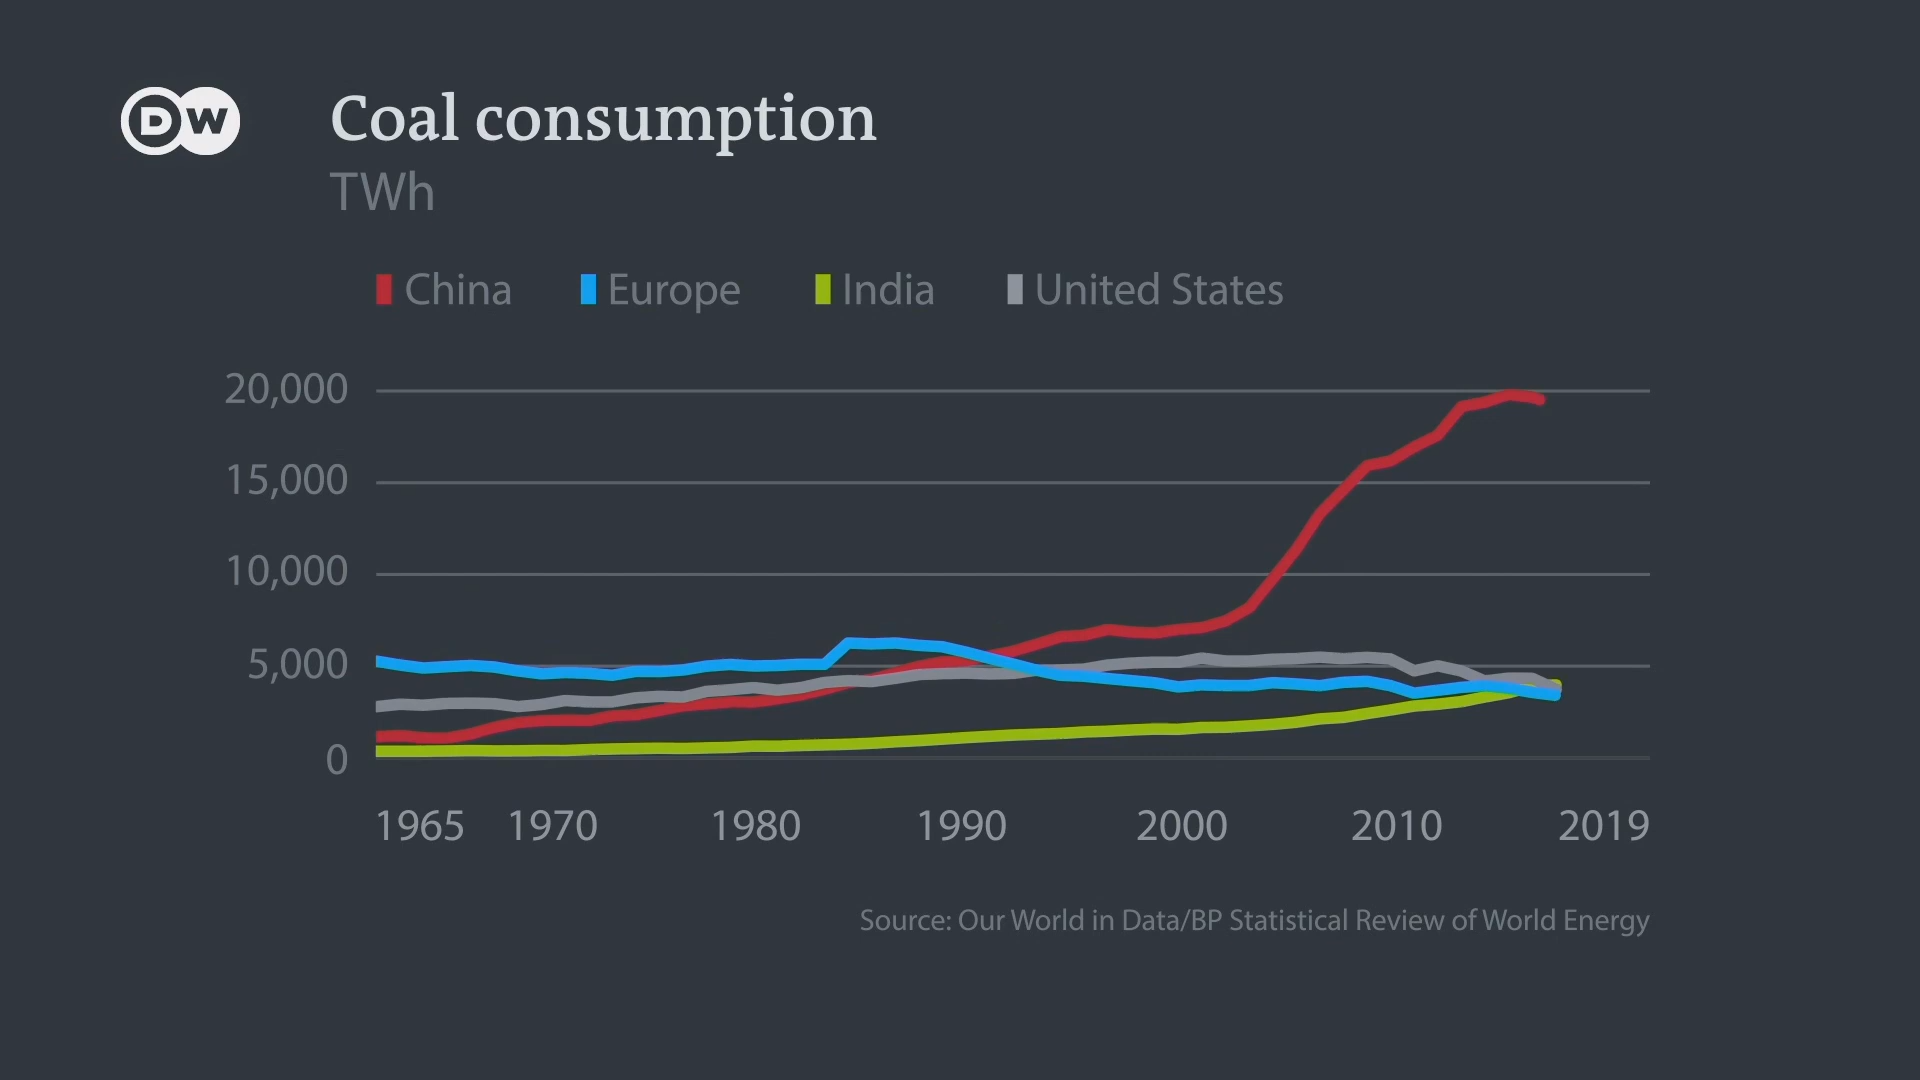 DW
Coal consumption
TWh
China Europe India United States
20,000
15,000
10,000
5,000
0
1965 1970 1980 1990 2000 2010 2019
Source: Our World in Data/BP Statistical Review of World Energy